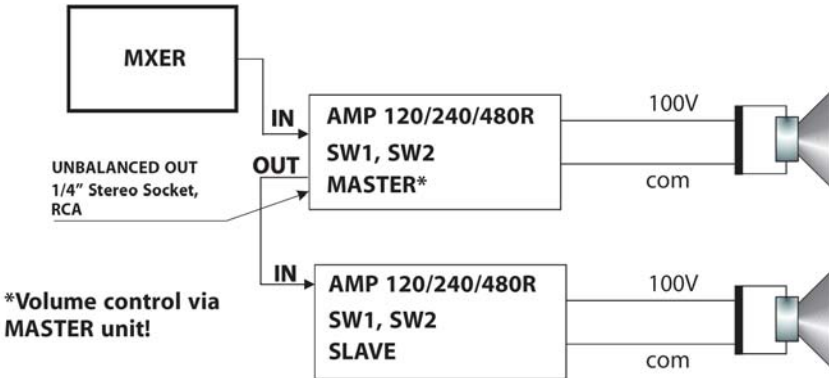 MXER
IN
AMP 120/240/480R
SW1, SW2
MASTER*
100V
com
UNBALANCED OUT
1/4” Stereo Socket,
RCA
OUT
IN
AMP 120/240/480R
SW1, SW2
SLAVE
100V
com
*Volume control via
MASTER unit!